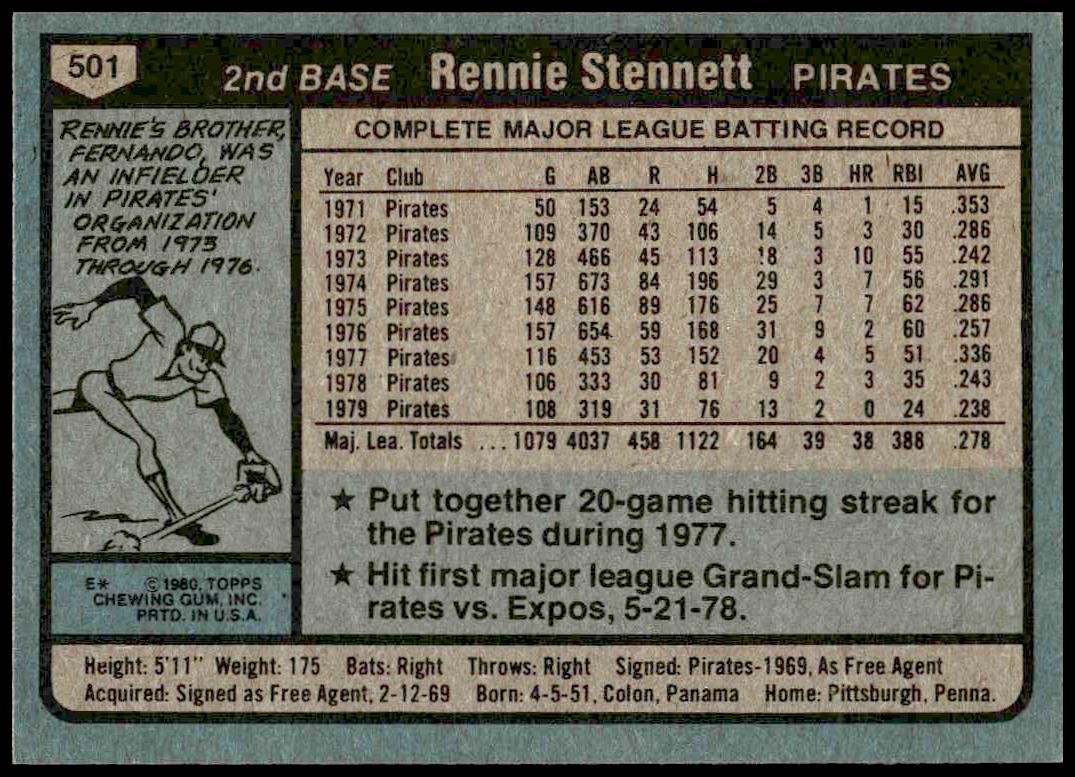 501
2nd BASE Rennie Stennett PIRATES
RENNIE'S BROTHER,
FERNANDO, WAS
AN INFIELDER
IN PIRATES'
ORGANIZATION
FROM 1973
THROUGH 1976.
E* © 1980, TOPPS
CHEWING GUM, INC.
PRTD. IN U.S.A.
COMPLETE MAJOR LEAGUE BATTING RECORD
Year Club G AB R H 2B 3B HR RBI AVG
1971 Pirates 50 153 24 54 5 4 1 15 .353
1972 Pirates 109 370 43 106 14 5 3 30 .286
1973 Pirates 128 466 45 113 18 3 10 55 .242
1974 Pirates 157 673 84 196 29 3 7 56 .291
1975 Pirates 148 616 89 176 25 7 7 62 .286
1976 Pirates 157 654 59 168 31 9 2 60 .257
1977 Pirates 116 453 53 152 20 4 5 51 .336
1978 Pirates 106 333 30 81 9 2 3 35 .243
1979 Pirates 108 319 31 76 13 2 0 24 .238
Maj. Lea. Totals ... 1079 4037 458 1122 164 39 38 388 .278
★ Put together 20-game hitting streak for
the Pirates during 1977.
★ Hit first major league Grand-Slam for Pi-
rates vs. Expos, 5-21-78.
Height: 5'11" Weight: 175 Bats: Right Throws: Right Signed: Pirates-1969, As Free Agent
Acquired: Signed as Free Agent, 2-12-69 Born: 4-5-51, Colon, Panama Home: Pittsburgh, Penna.